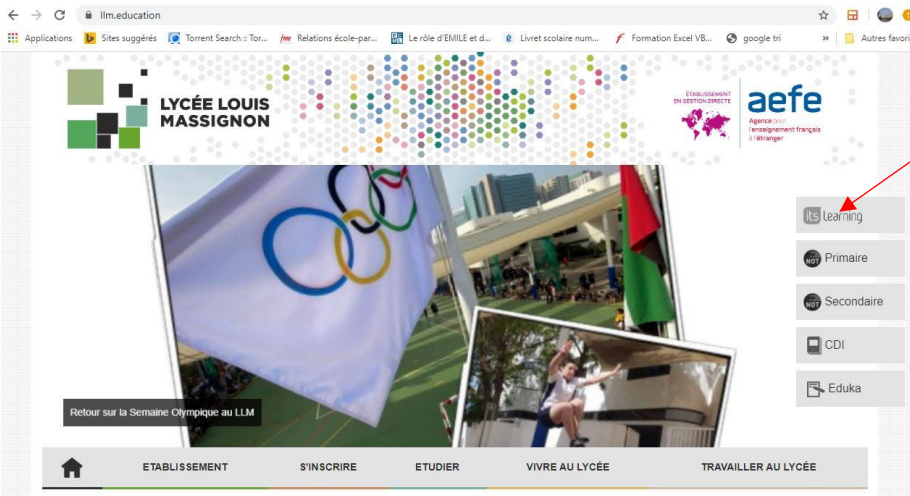 llm.education
Applications
Sites suggérés
Torrent Search :: Tor...
Relations école-par...
Le rôle d'EMILE et d...
Livret scolaire num...
Formation Excel VB...
google tri
»
Autres favori
LYCÉE LOUIS
MASSIGNON
ÉTABLISSEMENT
EN GESTION DIRECTE
aefe
Agence pour
l'enseignement français
à l'étranger
its learning
Primaire
Secondaire
CDI
Eduka
Retour sur la Semaine Olympique au LLM
ETABLISSEMENT
S'INSCRIRE
ETUDIER
VIVRE AU LYCÉE
TRAVAILLER AU LYCÉE